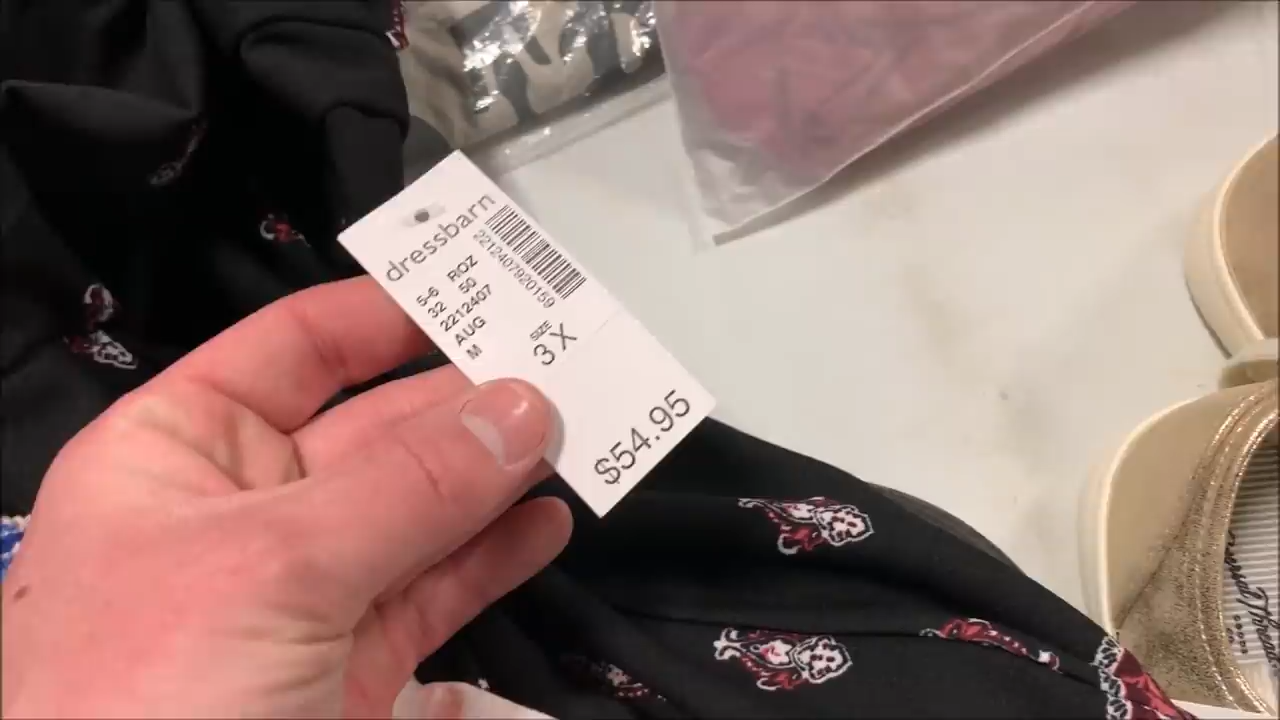 dressbarn
5-6 ROZ
32 50
2212407
AUG
M
2212407920159
SIZE
3X
$54.95